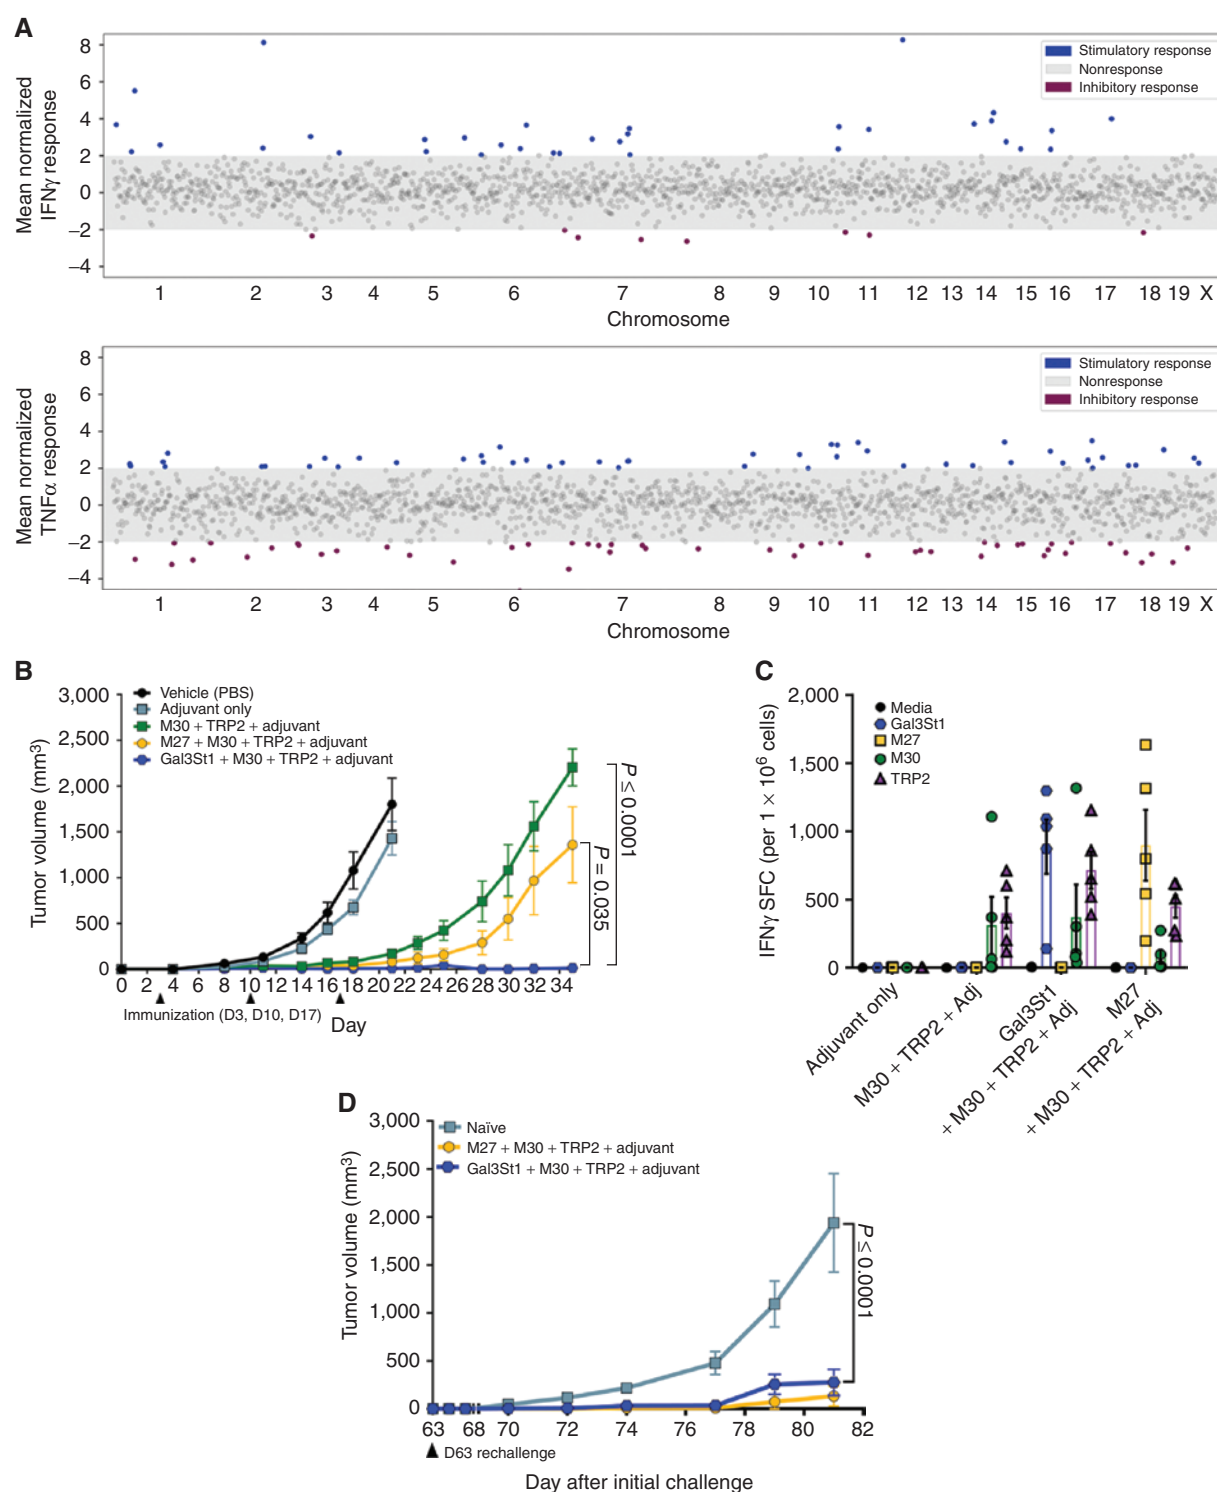 A
Mean normalized
IFNγ response
8
6
4
2
0
−2
−4
Stimulatory response
Nonresponse
Inhibitory response
1 2 3 4 5 6 7 8 9 10 11 12 13 14 15 16 17 18 19 X
Chromosome
Mean normalized
TNFα response
8
6
4
2
0
−2
−4
Stimulatory response
Nonresponse
Inhibitory response
1 2 3 4 5 6 7 8 9 10 11 12 13 14 15 16 17 18 19 X
Chromosome
B
Tumor volume (mm³)
3,000
2,500
2,000
1,500
1,000
500
0
Vehicle (PBS)
Adjuvant only
M30 + TRP2 + adjuvant
M27 + M30 + TRP2 + adjuvant
Gal3St1 + M30 + TRP2 + adjuvant
P ≤ 0.0001
P = 0.035
0 2 4 6 8 10 12 14 16 18 20 22 24 26 28 30 32 34
Immunization (D3, D10, D17)
Day
C
IFNγ SFC (per 1 × 10⁶ cells)
2,000
1,500
1,000
500
0
Media
Gal3St1
M27
M30
TRP2
Adjuvant only
M30 + TRP2 + Adj
Gal3St1
+ M30 + TRP2 + Adj
M27
+ M30 + TRP2 + Adj
D
Tumor volume (mm³)
3,000
2,500
2,000
1,500
1,000
500
0
Naïve
M27 + M30 + TRP2 + adjuvant
Gal3St1 + M30 + TRP2 + adjuvant
P ≤ 0.0001
63 68 70 72 74 76 78 80 82
D63 rechallenge
Day after initial challenge